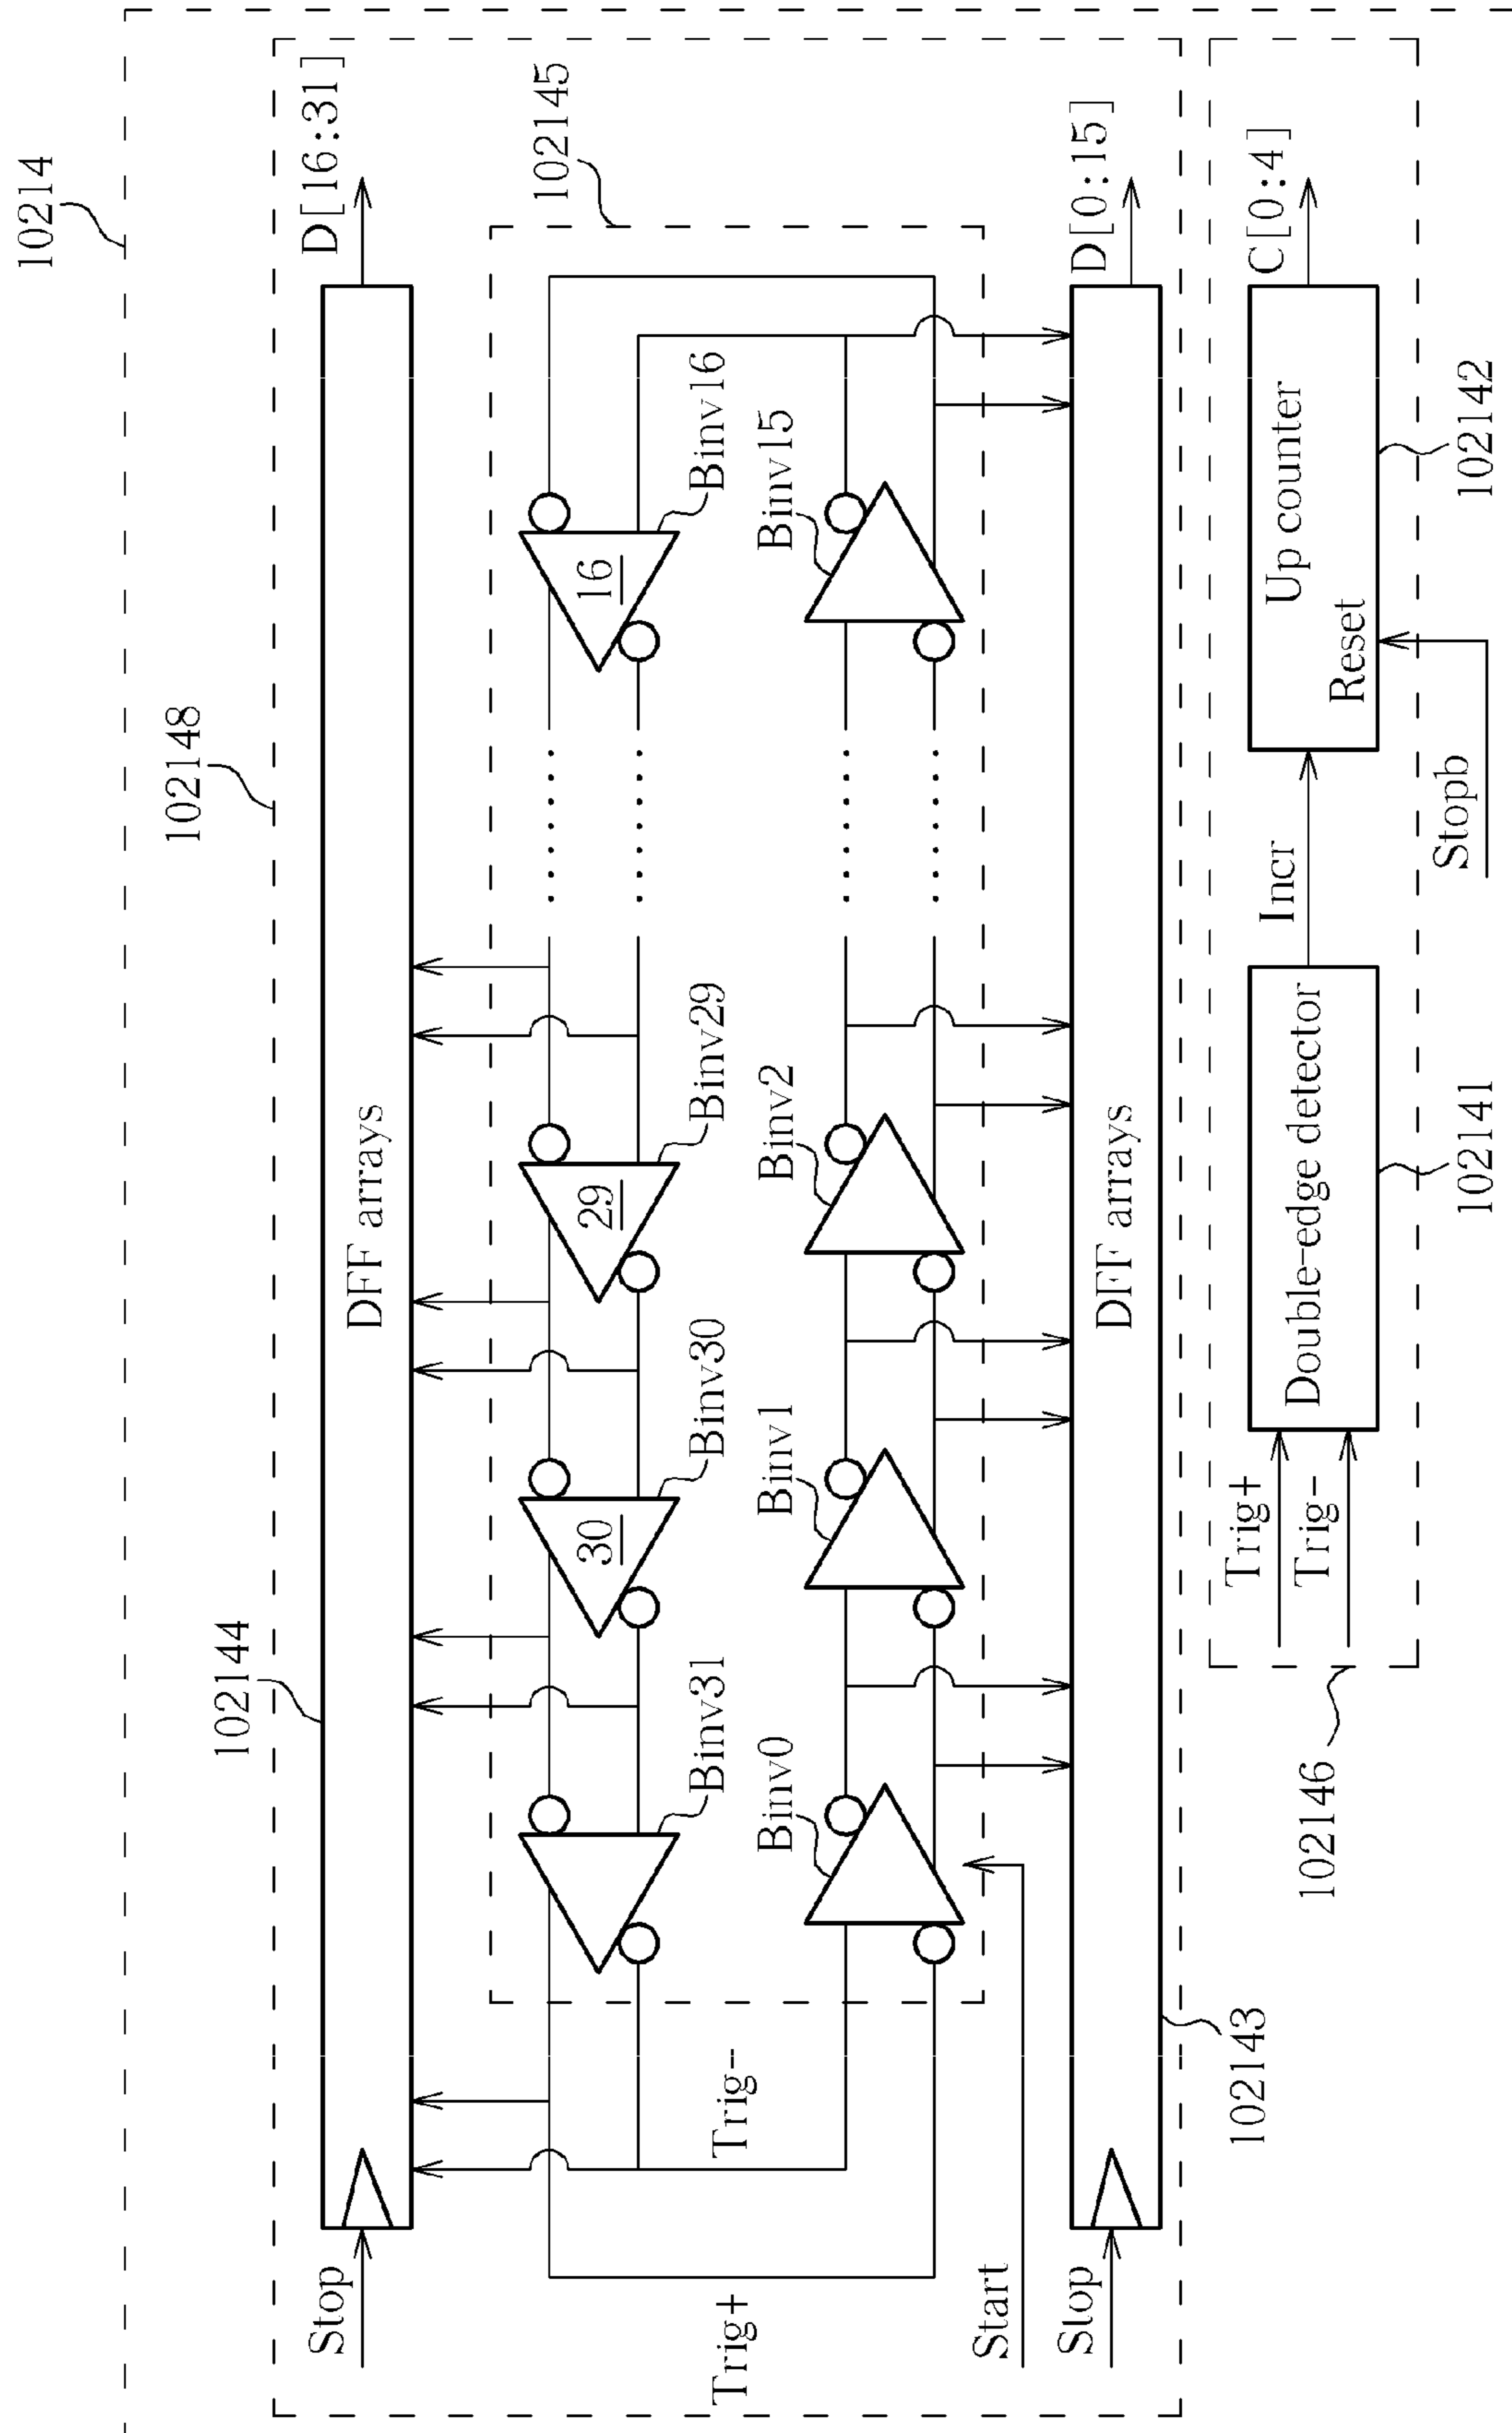 10214
102148
102144
Stop
DFF arrays
D[16:31]
102145
16
29
30
Binv16
Binv29
Binv30
Binv31
Trig-
Trig+
Binv0
Binv1
Binv2
Binv15
Start
Stop
DFF arrays
D[0:15]
102143
102146
Trig+
Trig-
Double-edge detector
102141
Incr
Up counter
Reset
C[0:4]
102142
Stopb